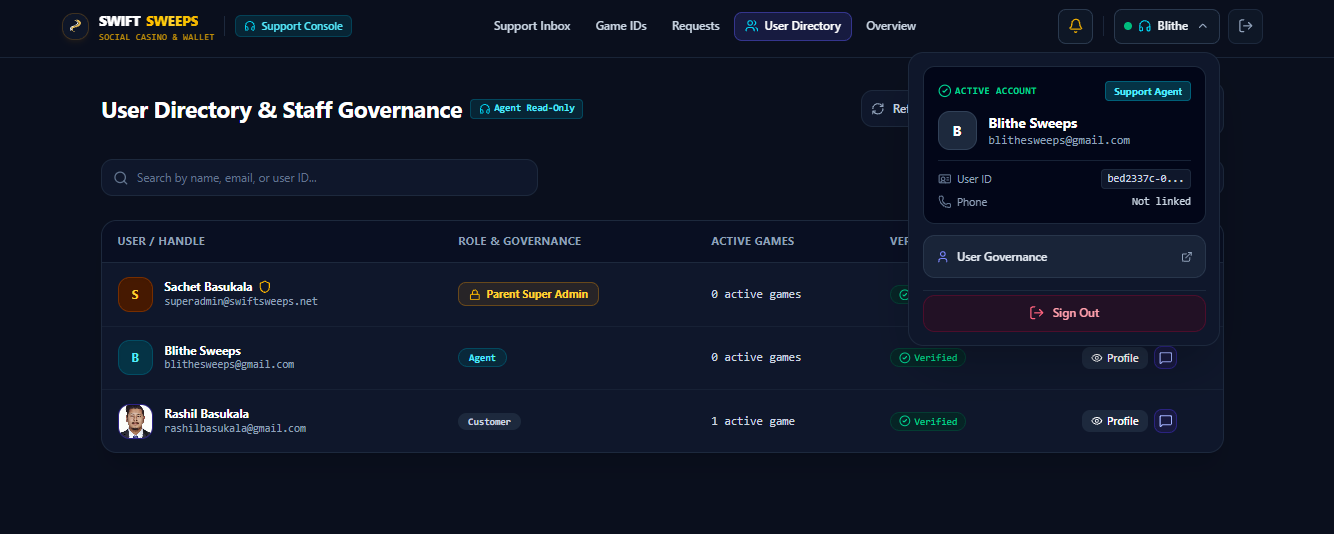 SWIFT SWEEPS
SOCIAL CASINO & WALLET
Support Console
Support Inbox
Game IDs
Requests
User Directory
Overview
Blithe
User Directory & Staff Governance
Agent Read-Only
Search by name, email, or user ID...
ACTIVE ACCOUNT
Support Agent
B
Blithe Sweeps
blithesweeps@gmail.com
User ID
bed2337c-0...
Phone
Not linked
User Governance
Sign Out
USER / HANDLE
ROLE & GOVERNANCE
ACTIVE GAMES
S
Sachet Basukala
superadmin@swiftsweeps.net
Parent Super Admin
0 active games
B
Blithe Sweeps
blithesweeps@gmail.com
Agent
0 active games
Verified
Profile
Rashil Basukala
rashilbasukala@gmail.com
Customer
1 active game
Verified
Profile